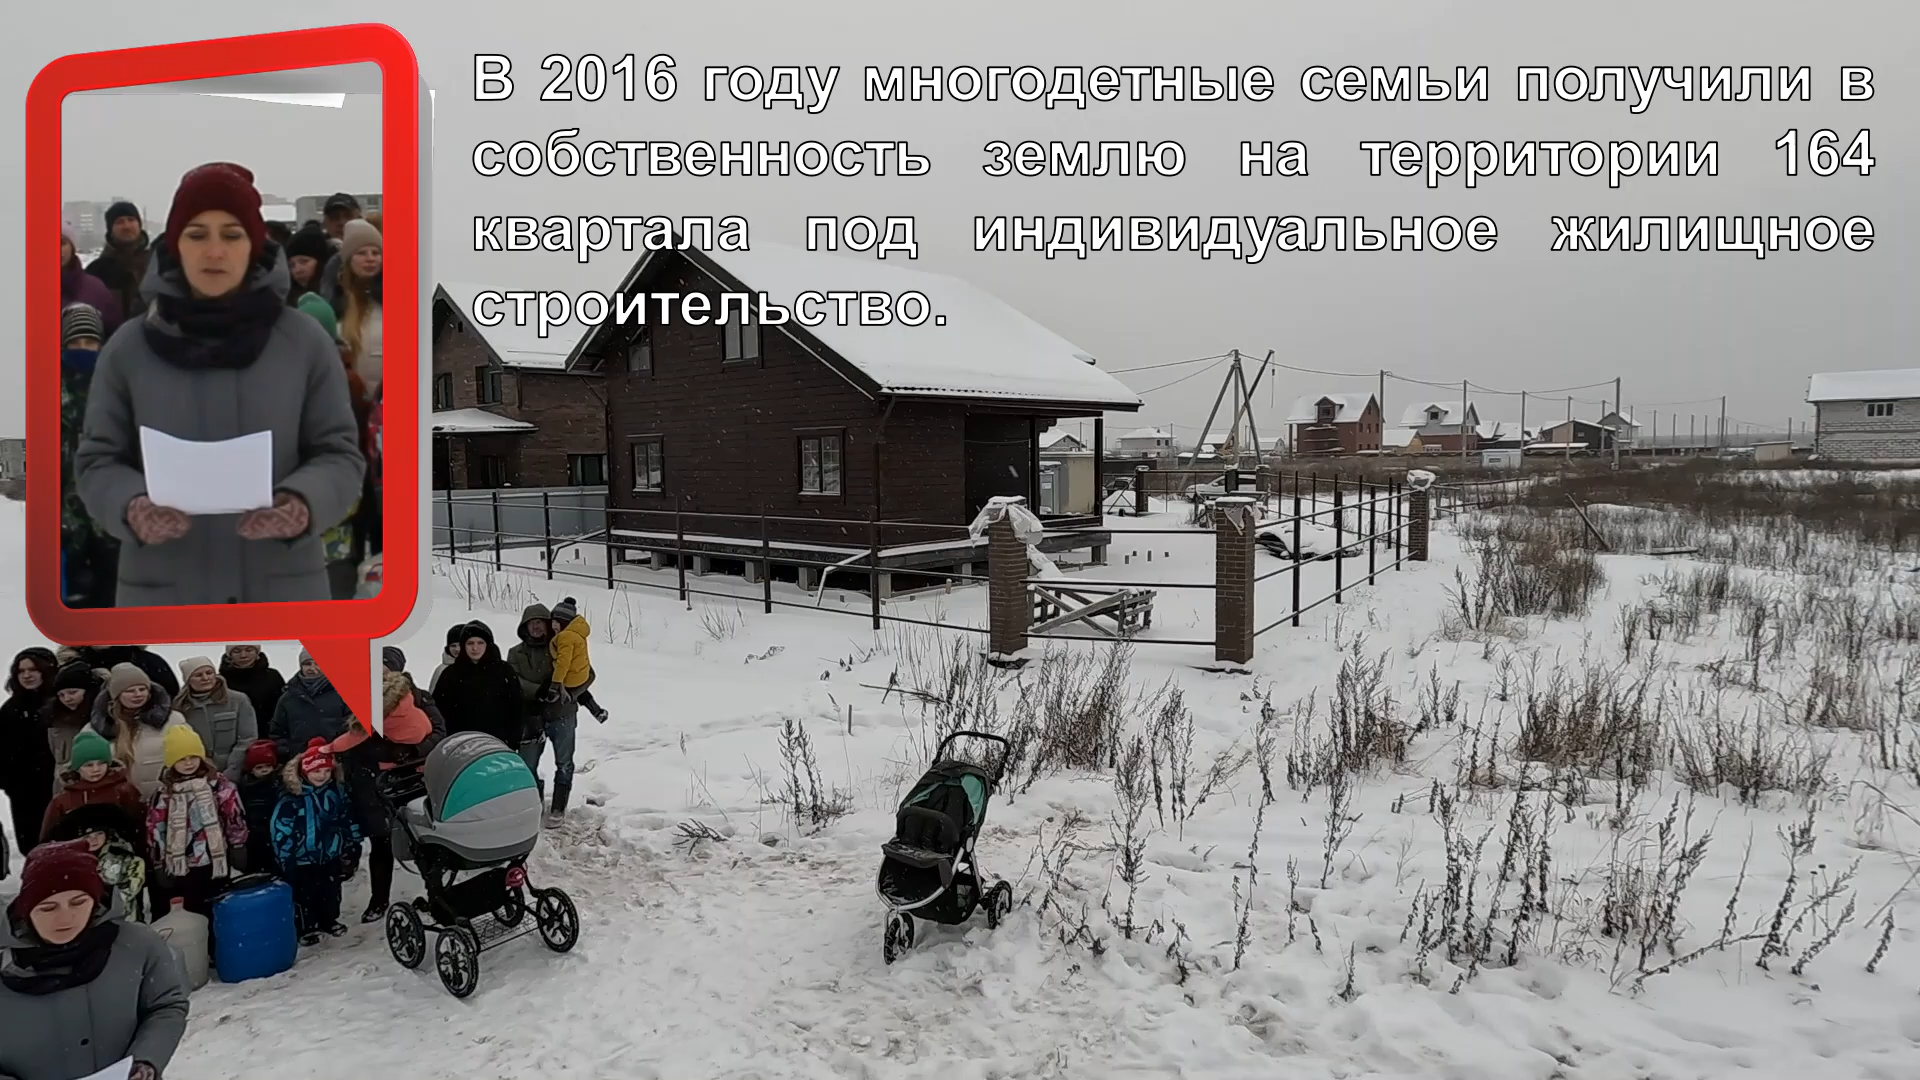 В 2016 году многодетные семьи получили в
собственность землю на территории 164
квартала под индивидуальное жилищное
строительство.